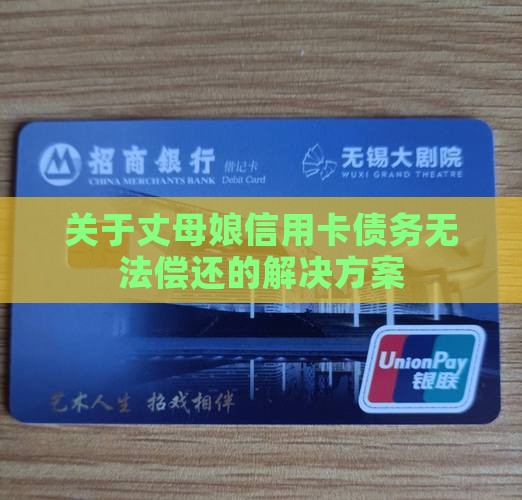 招商銀行 借记卡 无锡大剧院
CHINA MERCHANTS BANK Debit Card WUXI GRAND THEATRE
关于丈母娘信用卡债务无
法偿还的解决方案
UnionPay
银联
艺术人生 招戏相伴